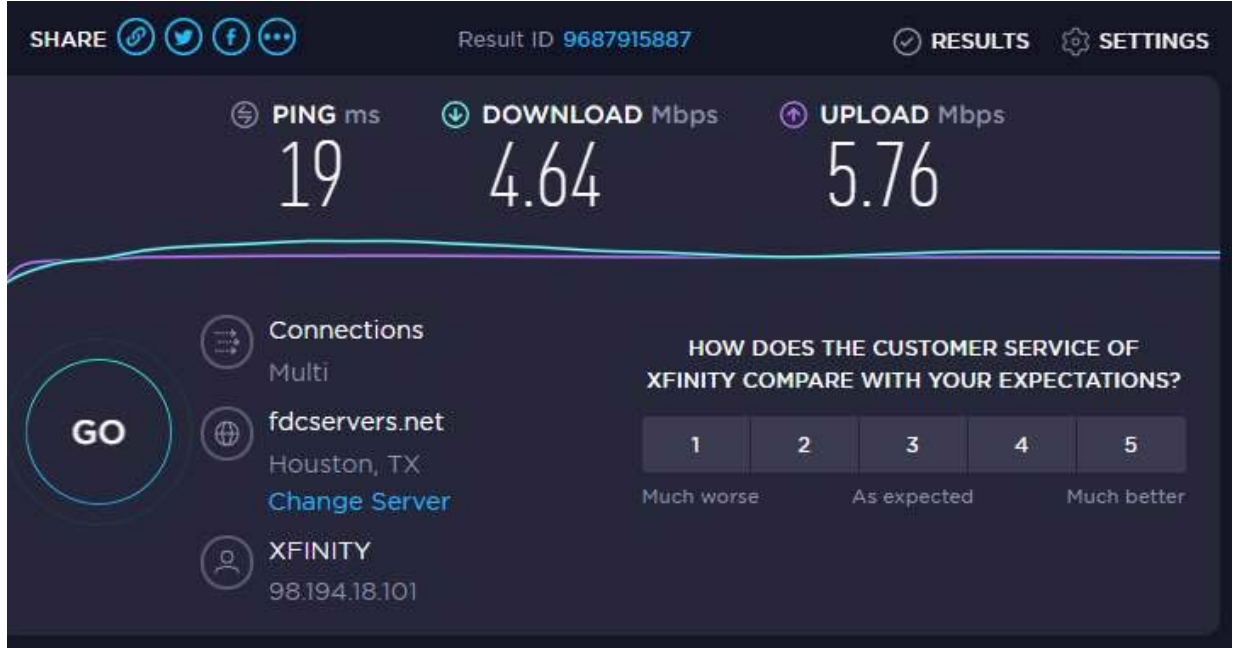 SHARE
Result ID 9687915887
RESULTS
SETTINGS
PING ms
DOWNLOAD Mbps
UPLOAD Mbps
19
4.64
5.76
GO
Connections
Multi
fdcservers.net
Houston, TX
Change Server
XFINITY
98.194.18.101
HOW DOES THE CUSTOMER SERVICE OF
XFINITY COMPARE WITH YOUR EXPECTATIONS?
1
2
3
4
5
Much worse
As expected
Much better